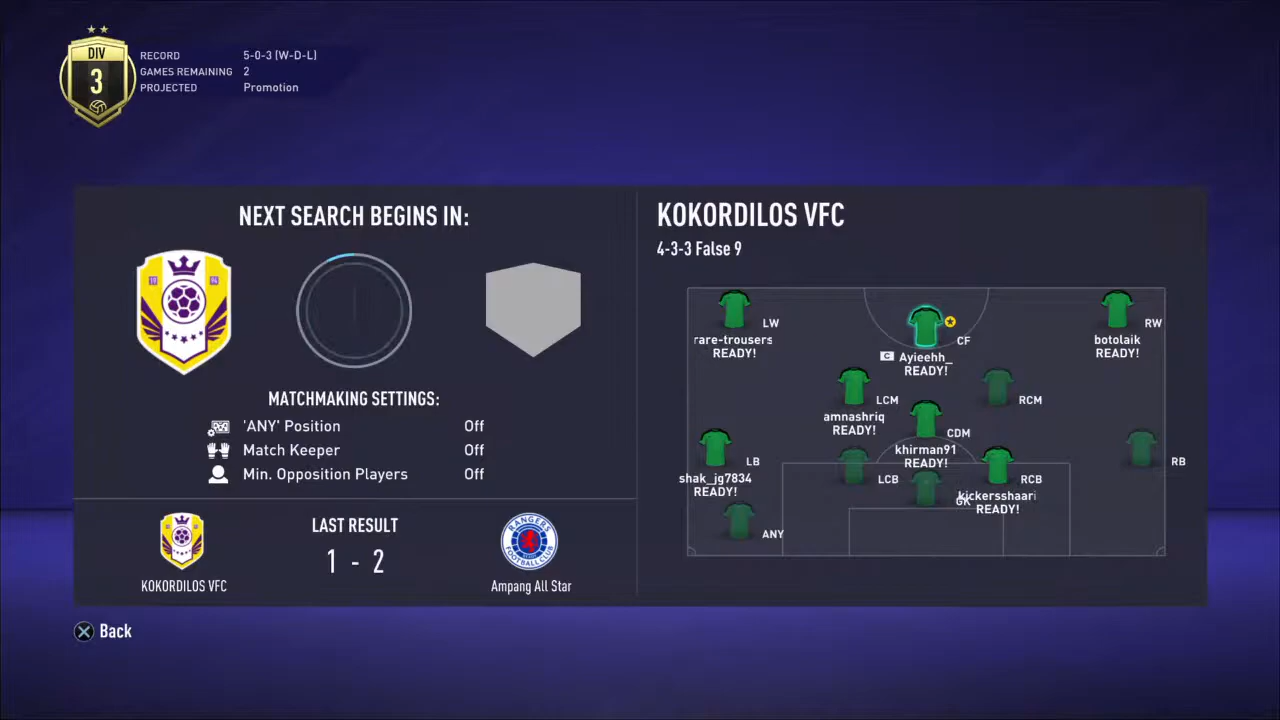 DIV
3
RECORD 5-0-3 (W-D-L)
GAMES REMAINING 2
PROJECTED Promotion
NEXT SEARCH BEGINS IN:
MATCHMAKING SETTINGS:
'ANY' Position Off
Match Keeper Off
Min. Opposition Players Off
LAST RESULT
1 - 2
KOKORDILOS VFC
Ampang All Star
RANGERS
FOOTBALL CLUB
KOKORDILOS VFC
4-3-3 False 9
LW
rare-trousers
READY!
CF
C Ayieehh_
READY!
RW
botolaik
READY!
LCM
amnashriq
READY!
RCM
CDM
khirman91
READY!
LB
shak_jg7834
READY!
LCB
RCB
kickersshaari
READY!
RB
GK
ANY
Back